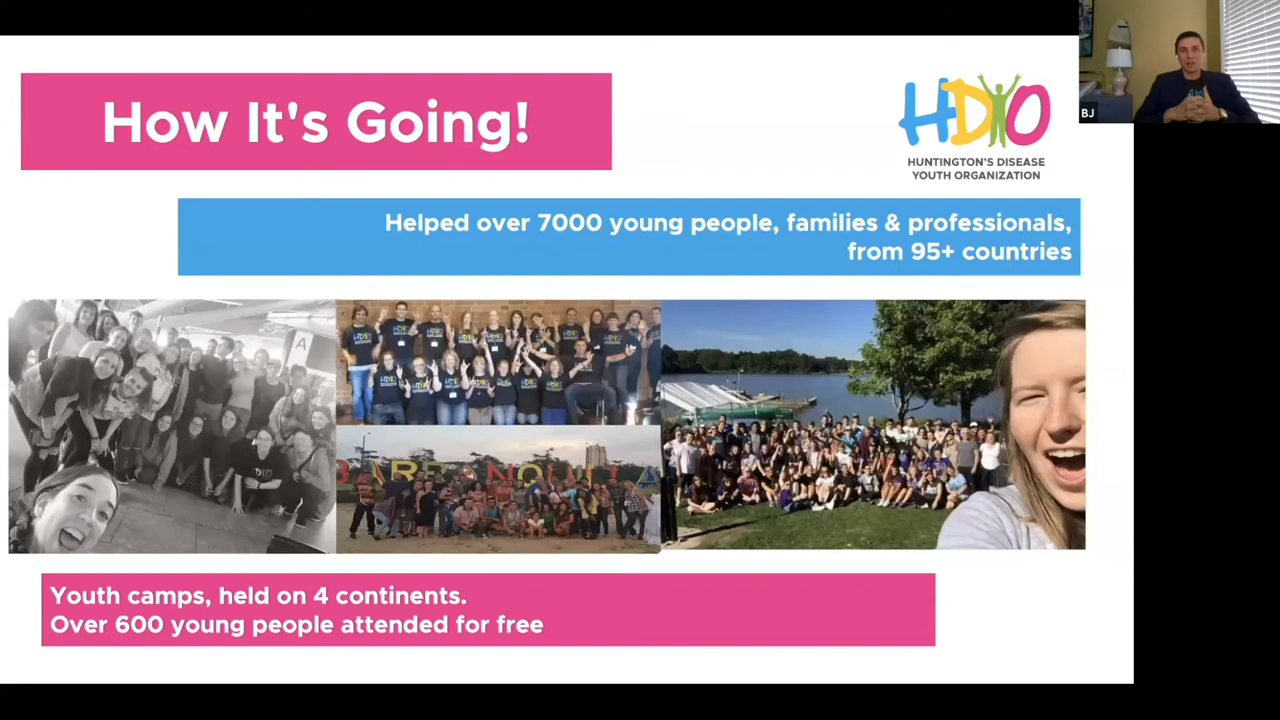 How It's Going!
HDYO
HUNTINGTON'S DISEASE
YOUTH ORGANIZATION
BJ
Helped over 7000 young people, families & professionals,
from 95+ countries
A
BARRANQUILLA
Youth camps, held on 4 continents.
Over 600 young people attended for free